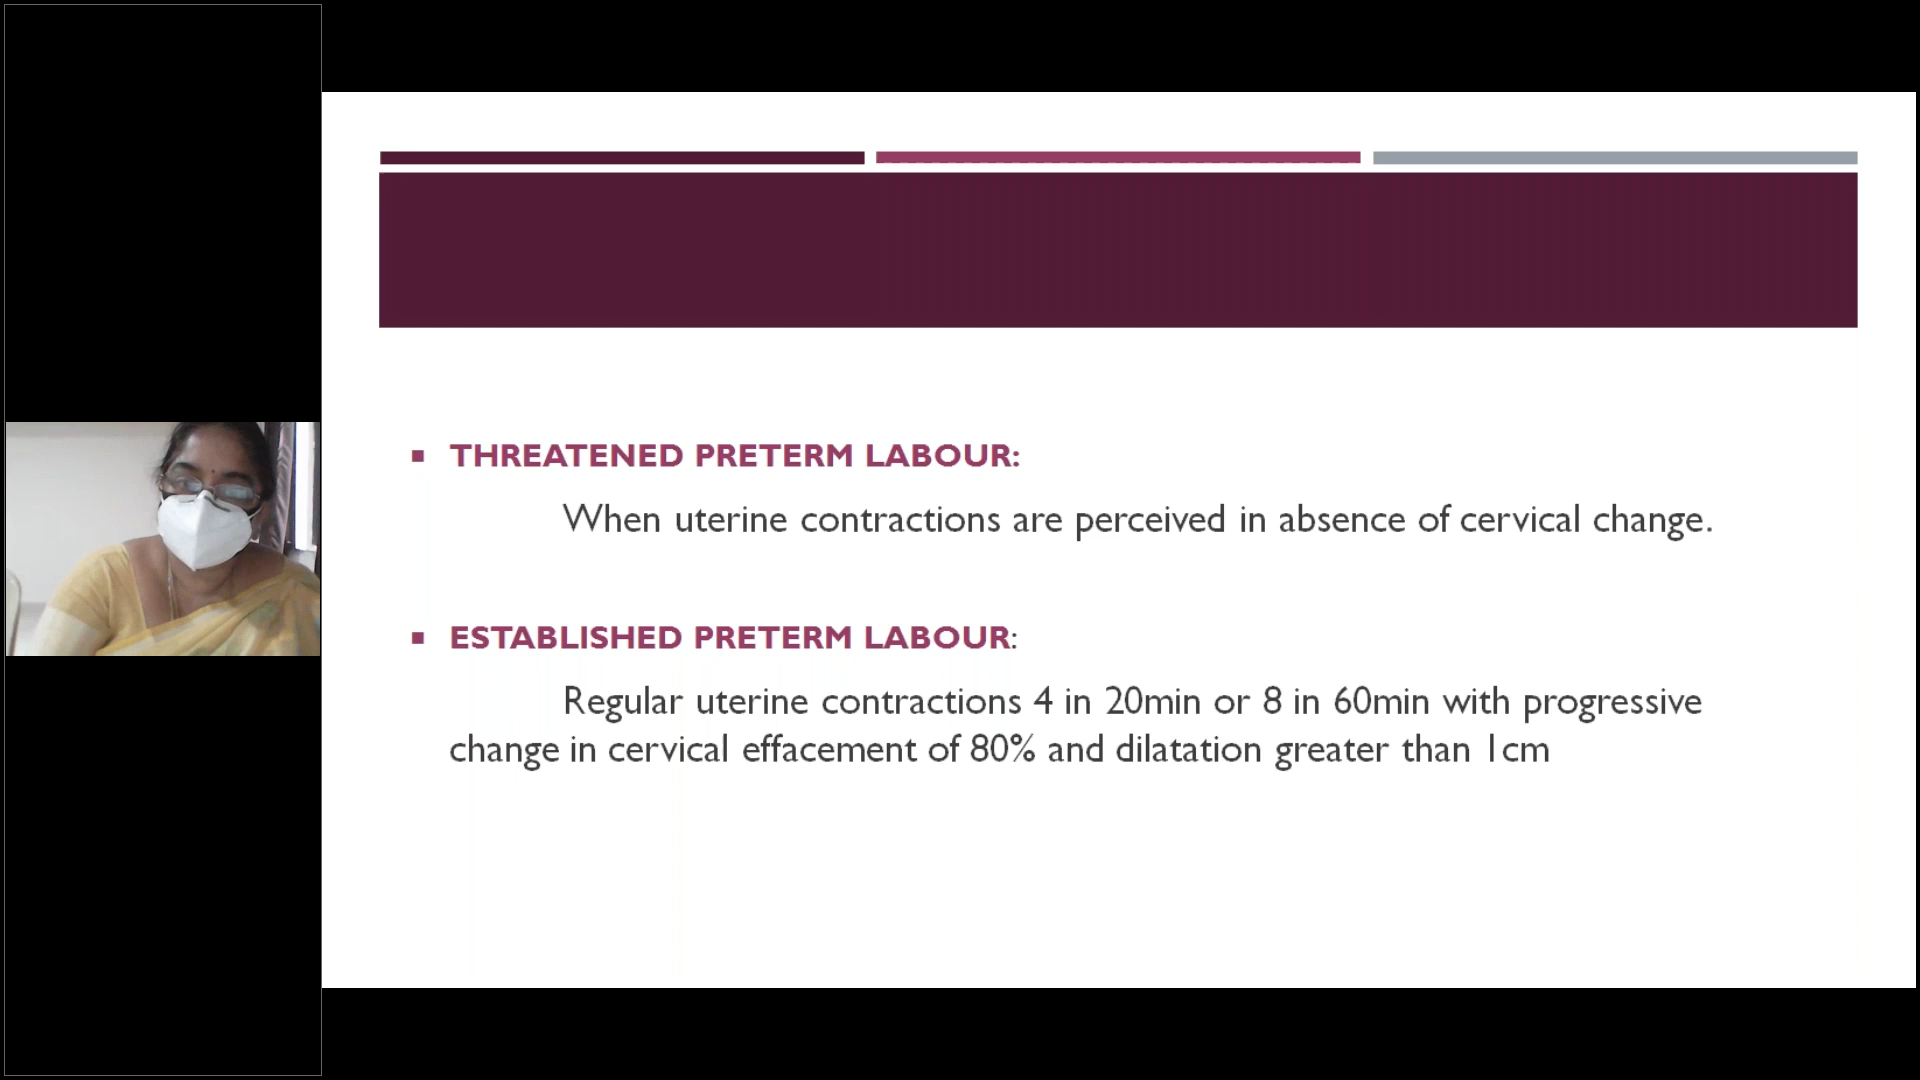 THREATENED PRETERM LABOUR:
When uterine contractions are perceived in absence of cervical change.
ESTABLISHED PRETERM LABOUR:
Regular uterine contractions 4 in 20min or 8 in 60min with progressive
change in cervical effacement of 80% and dilatation greater than 1cm